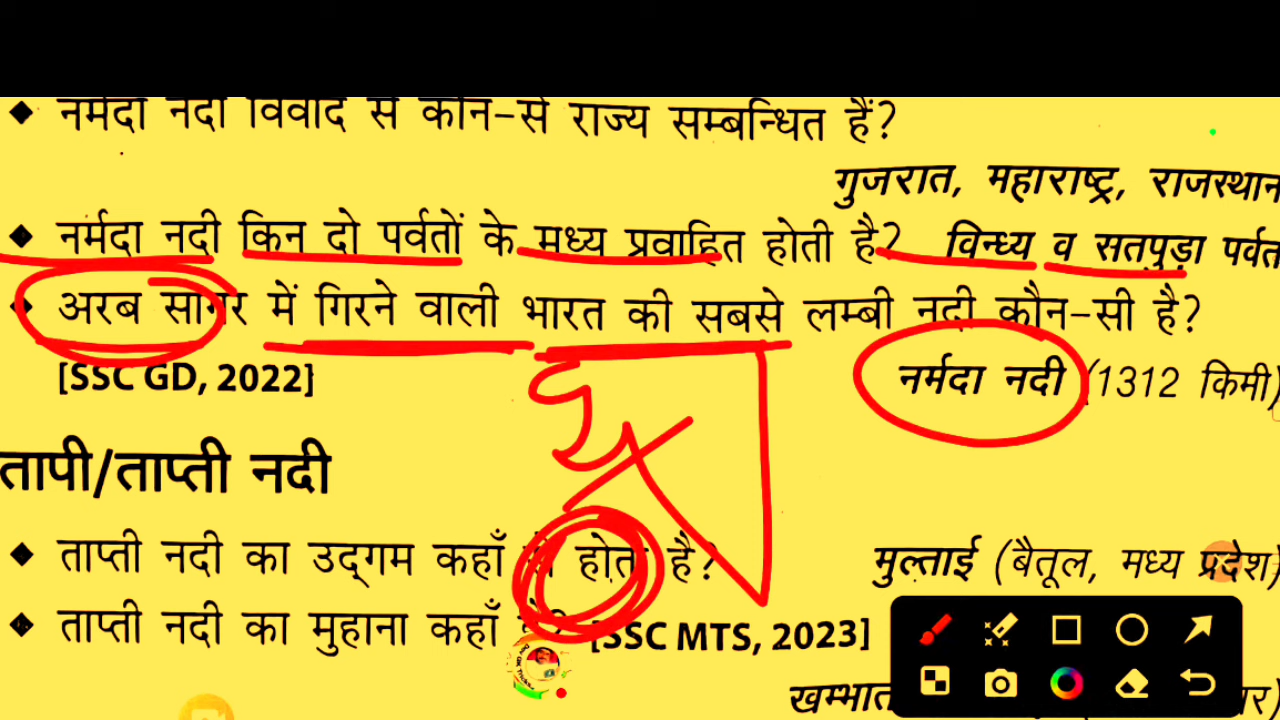 नर्मदा नदी विवाद से कौन-से राज्य सम्बन्धित हैं?
गुजरात, महाराष्ट्र, राजस्थान
नर्मदा नदी किन दो पर्वतों के मध्य प्रवाहित होती है? विन्ध्य व सतपुड़ा पर्वत
अरब सागर में गिरने वाली भारत की सबसे लम्बी नदी कौन-सी है?
[SSC GD, 2022] नर्मदा नदी (1312 किमी)
तापी/ताप्ती नदी
ताप्ती नदी का उद्गम कहाँ से होता है? मुल्ताई (बैतूल, मध्य प्रदेश)
ताप्ती नदी का मुहाना कहाँ है? [SSC MTS, 2023]
खम्भात